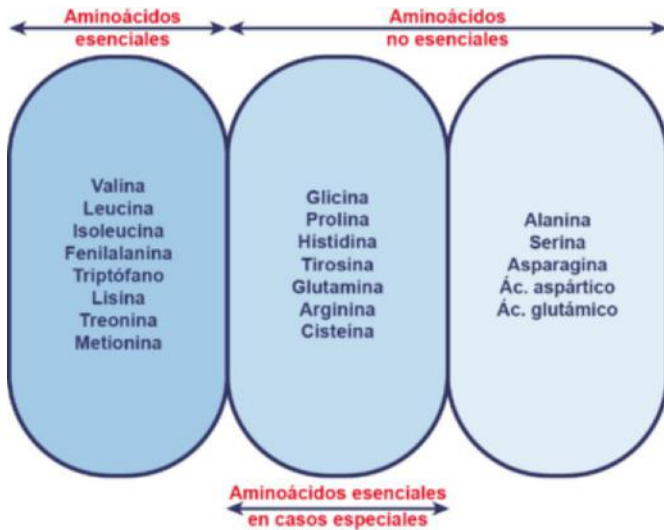 Aminoácidos
esenciales
Aminoácidos
no esenciales
Valina
Leucina
Isoleucina
Fenilalanina
Triptófano
Lisina
Treonina
Metionina
Glicina
Prolina
Histidina
Tirosina
Glutamina
Arginina
Cisteína
Alanina
Serina
Asparagina
Ác. aspártico
Ác. glutámico
Aminoácidos esenciales
en casos especiales